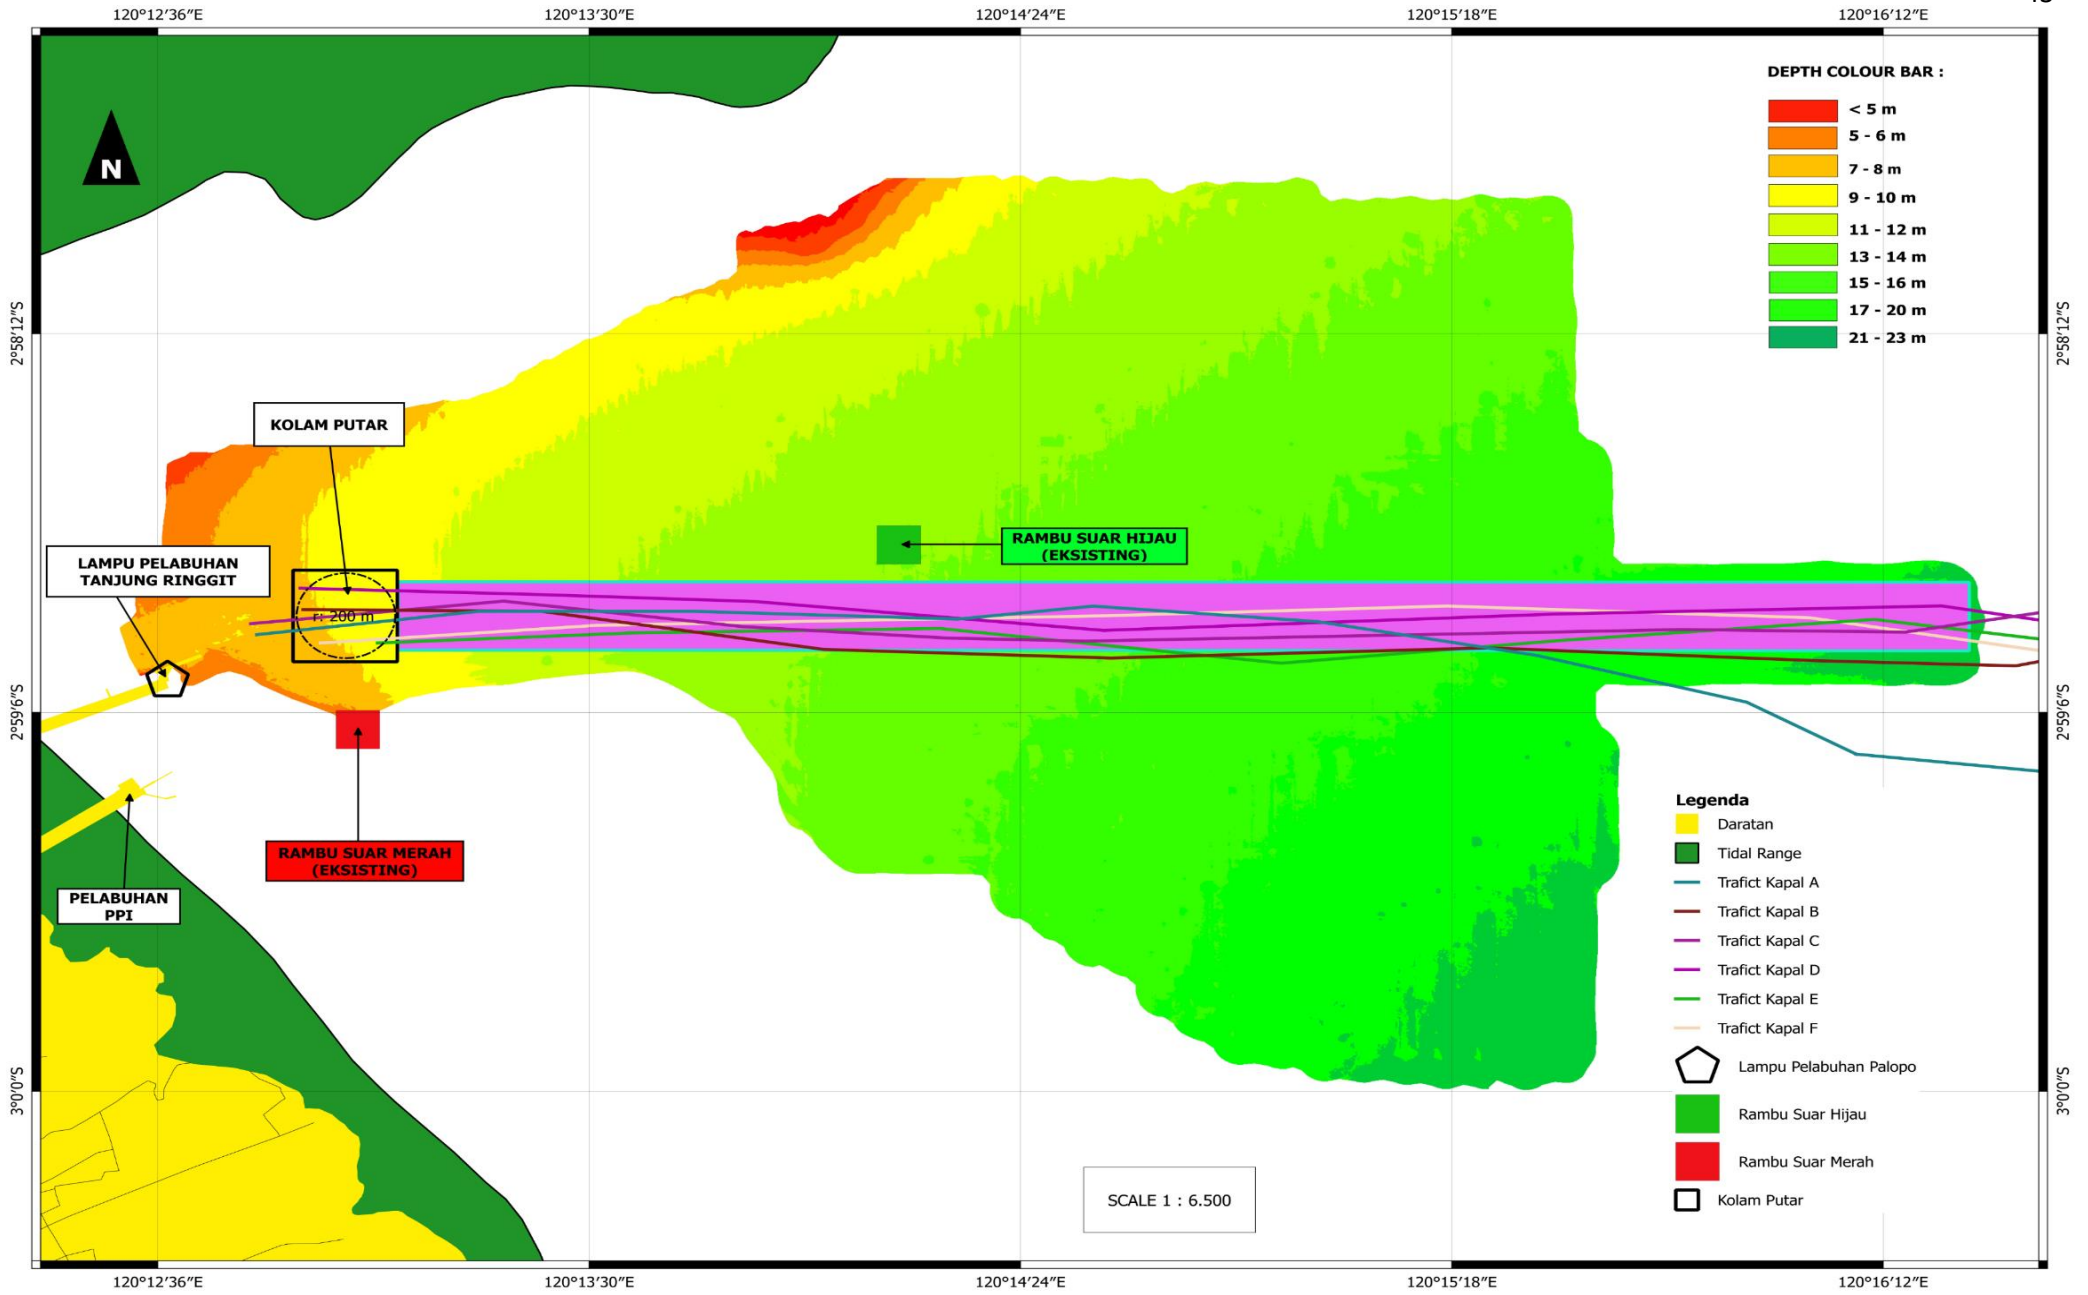 120°12′36″E
120°13′30″E
120°14′24″E
120°15′18″E
120°16′12″E
DEPTH COLOUR BAR :
< 5 m
5 - 6 m
7 - 8 m
9 - 10 m
11 - 12 m
13 - 14 m
15 - 16 m
17 - 20 m
21 - 23 m
N
2°58′12″S
2°58′12″S
KOLAM PUTAR
LAMPU PELABUHAN
TANJUNG RINGGIT
RAMBU SUAR HIJAU
(EKSISTING)
r: 200 m
2°59′6″S
2°59′6″S
RAMBU SUAR MERAH
(EKSISTING)
PELABUHAN
PPI
Legenda
Daratan
Tidal Range
Trafict Kapal A
Trafict Kapal B
Trafict Kapal C
Trafict Kapal D
Trafict Kapal E
Trafict Kapal F
Lampu Pelabuhan Palopo
Rambu Suar Hijau
Rambu Suar Merah
Kolam Putar
3°0′0″S
3°0′0″S
SCALE 1 : 6.500
120°12′36″E
120°13′30″E
120°14′24″E
120°15′18″E
120°16′12″E